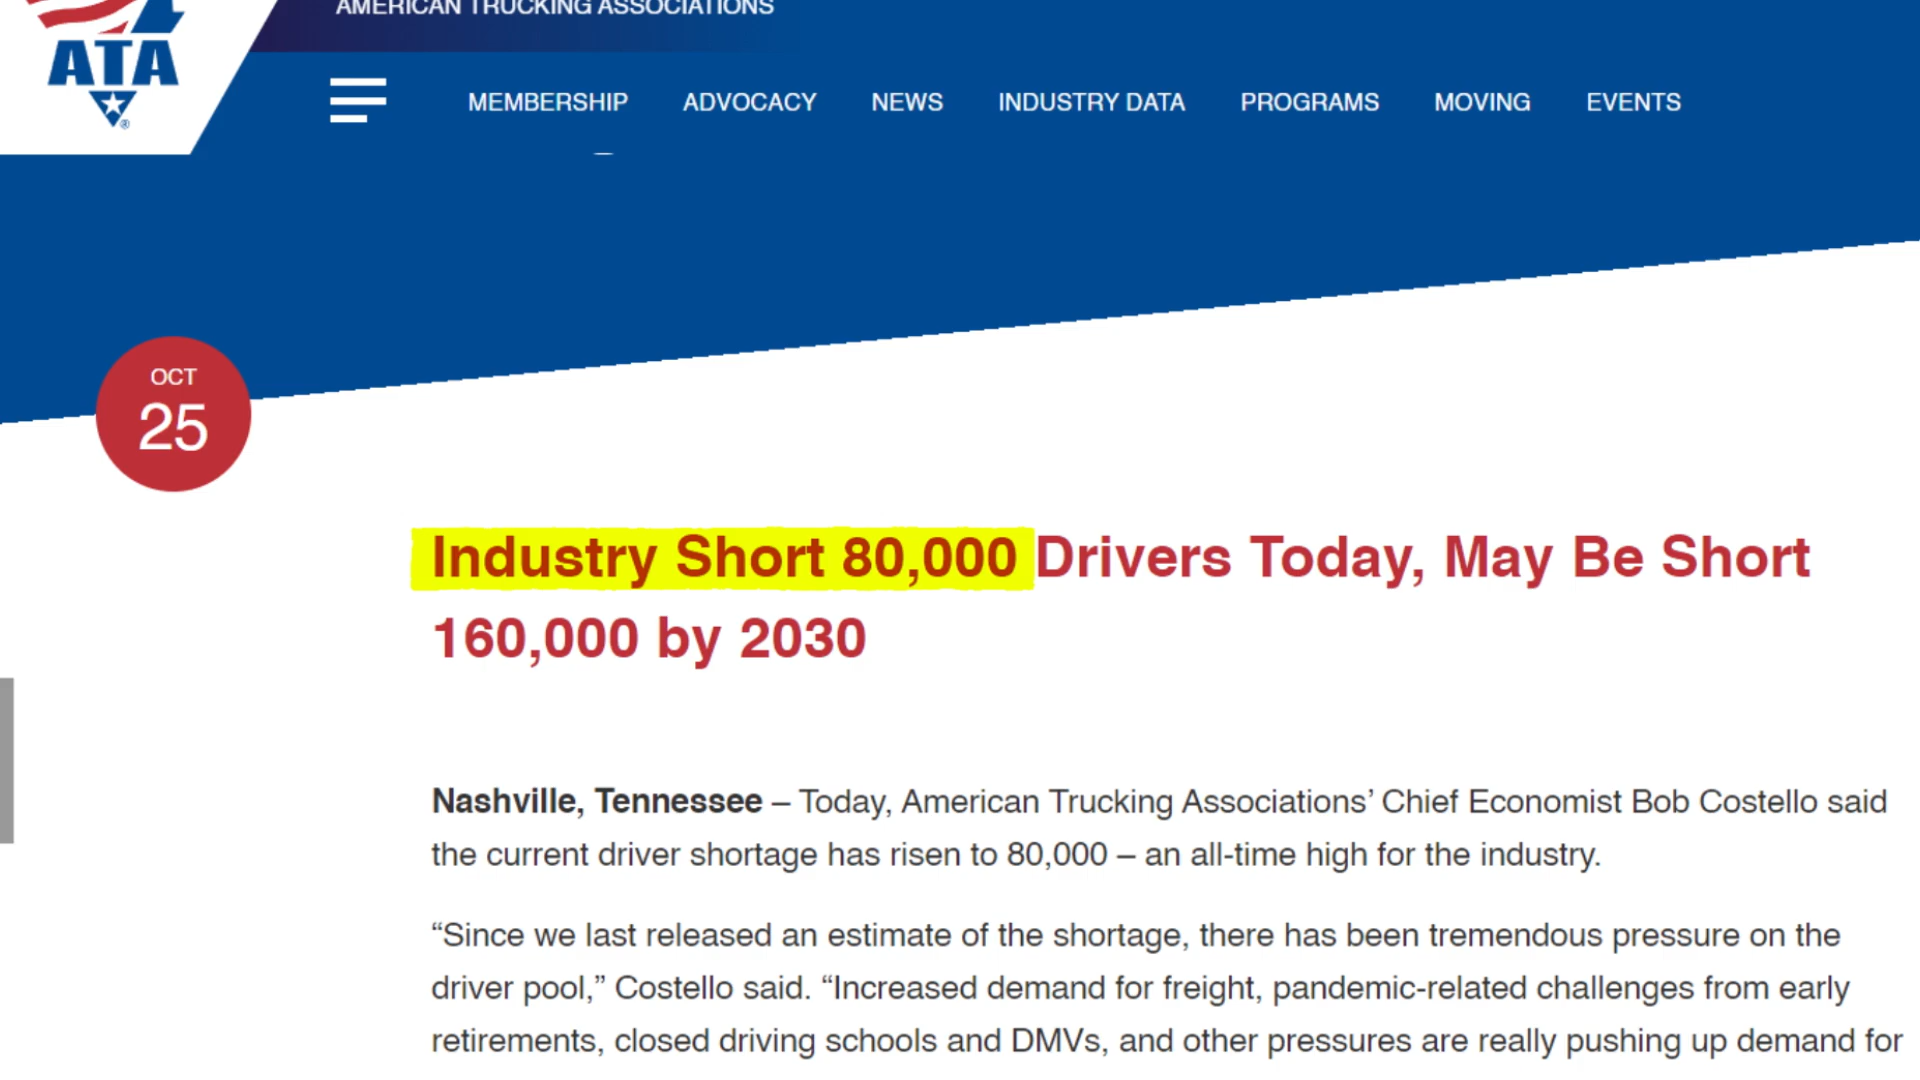 AMERICAN TRUCKING ASSOCIATIONS
ATA
®
MEMBERSHIP ADVOCACY NEWS INDUSTRY DATA PROGRAMS MOVING EVENTS
OCT
25
Industry Short 80,000 Drivers Today, May Be Short
160,000 by 2030
Nashville, Tennessee – Today, American Trucking Associations’ Chief Economist Bob Costello said
the current driver shortage has risen to 80,000 – an all-time high for the industry.
“Since we last released an estimate of the shortage, there has been tremendous pressure on the
driver pool,” Costello said. “Increased demand for freight, pandemic-related challenges from early
retirements, closed driving schools and DMVs, and other pressures are really pushing up demand for